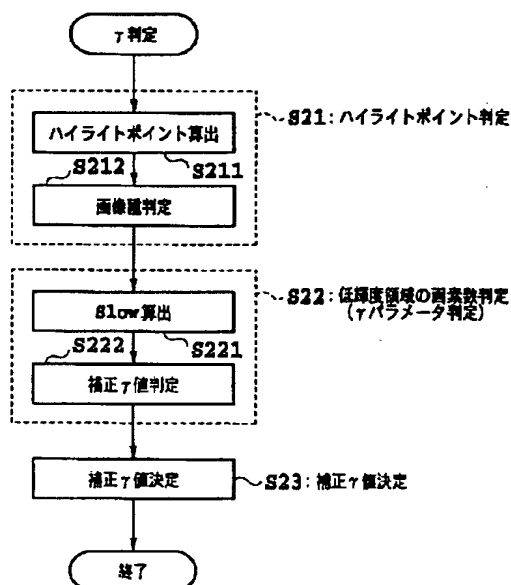 γ判定
S21:ハイライトポイント判定
ハイライトポイント算出
S212
S211
画像種判定
S22:低輝度領域の画素数判定
(γパラメータ判定)
Slow算出
S222
S221
補正γ値判定
補正γ値決定
S23:補正γ値決定
終了